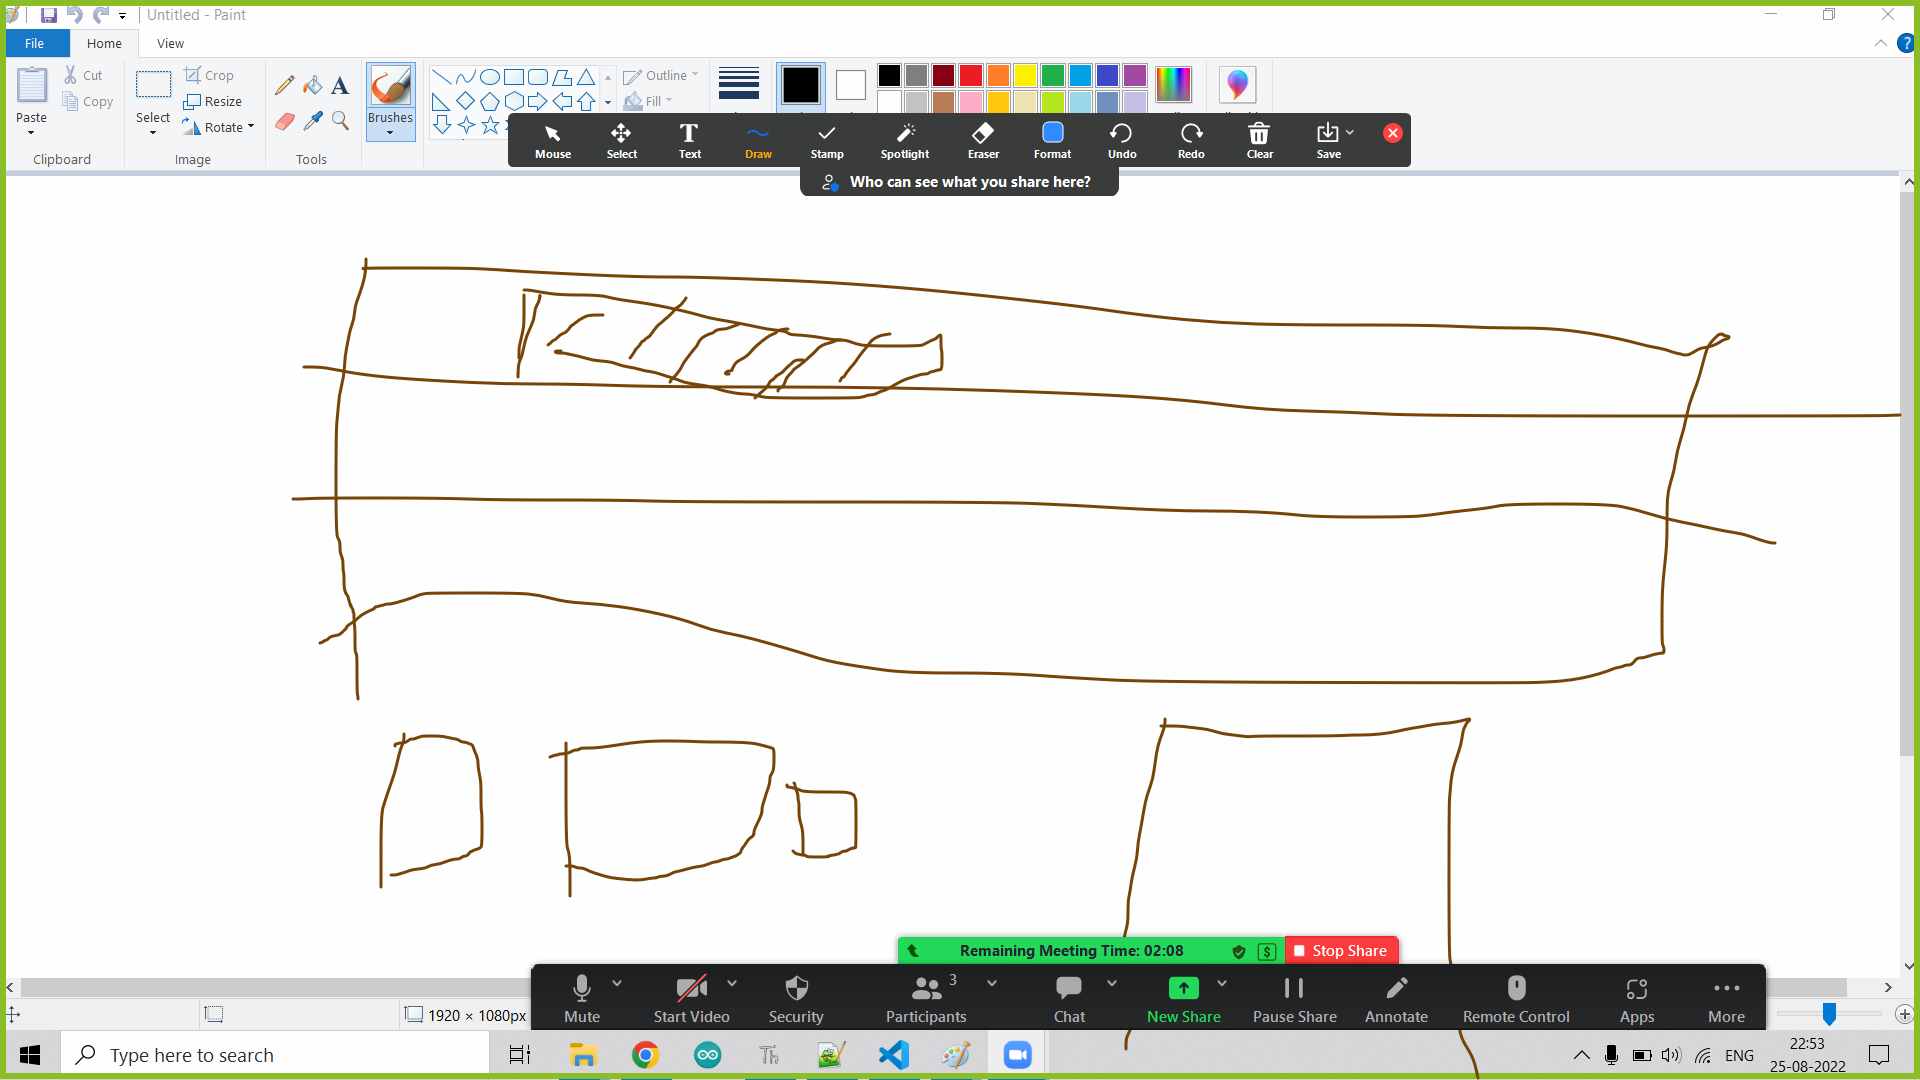 Untitled - Paint
File Home View
Paste Cut Copy Clipboard
Select Crop Resize Rotate Image
A Tools
Brushes
Outline Fill
Mouse Select Text Draw Stamp Spotlight Eraser Format Undo Redo Clear Save
Who can see what you share here?
Remaining Meeting Time: 02:08 Stop Share
Mute Start Video Security Participants 3 Chat New Share Pause Share Annotate Remote Control Apps More
1920 × 1080px
Type here to search
ENG 22:53
25-08-2022